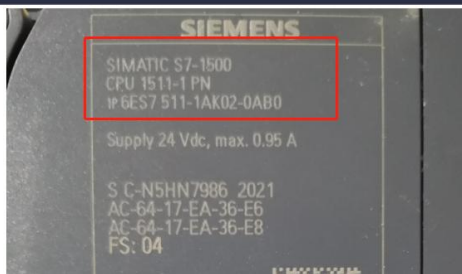 SIEMENS
SIMATIC S7-1500
CPU 1511-1 PN
1P 6ES7 511-1AK02-0AB0
Supply 24 Vdc, max. 0.95 A
S C-N5HN7986 2021
AC-64-17-EA-36-E6
AC-64-17-EA-36-E8
FS: 04